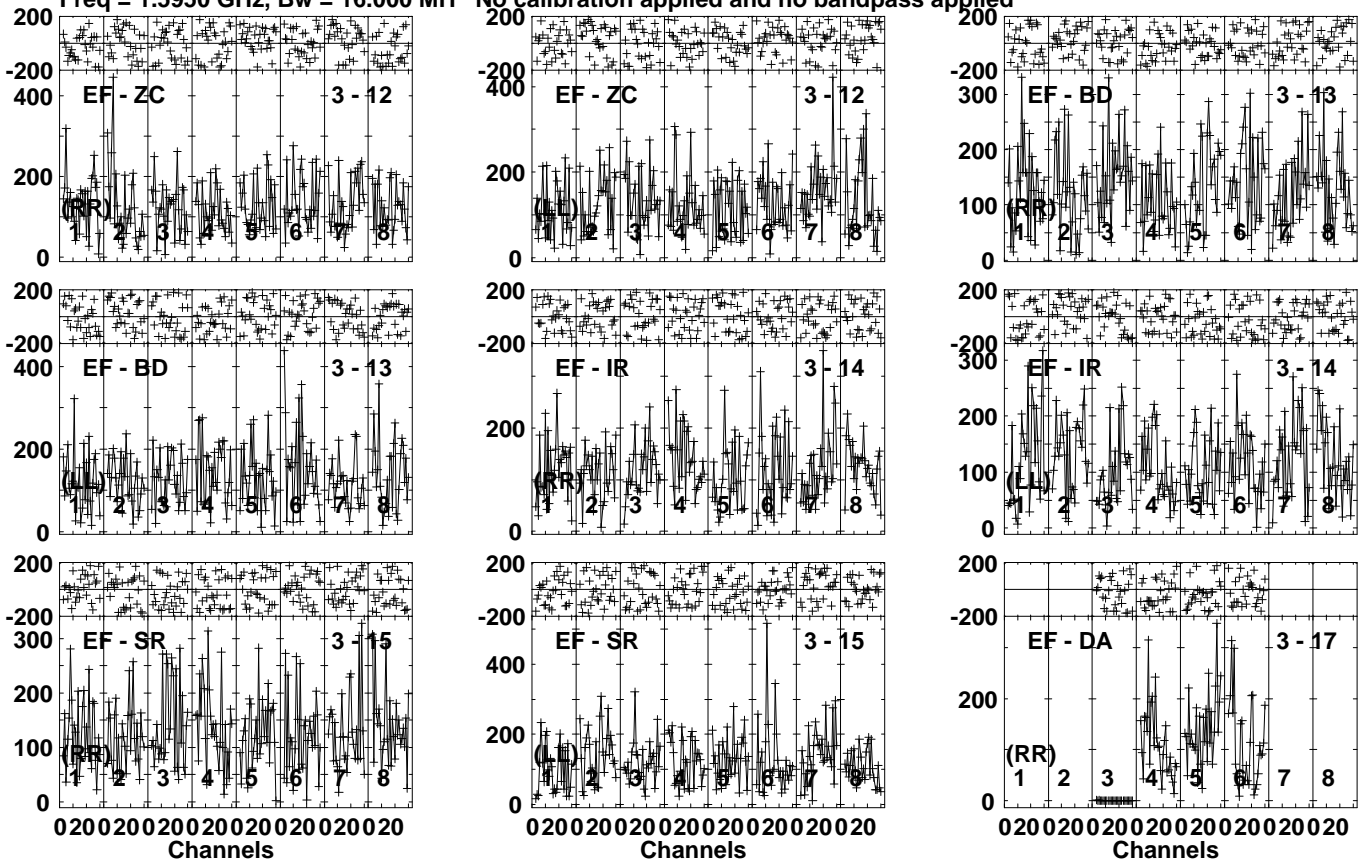 Freq = 1.5950 GHz, Bw = 16.000 MH No calibration applied and no bandpass applied
200 200 200
-200 -200 -200
400 400 300
EF - ZC 3 - 12 EF - ZC 3 - 12 EF - BD 3 - 13
200 200 200
100
(RR) (LL) (RR)
1 2 3 4 5 6 7 8 1 2 3 4 5 6 7 8 1 2 3 4 5 6 7 8
0 0 0
200 200 200
-200 -200 -200
400 300
EF - BD 3 - 13 EF - IR 3 - 14 EF - IR 3 - 14
200 200 200
100
(LL) (RR) (LL)
1 2 3 4 5 6 7 8 1 2 3 4 5 6 7 8 1 2 3 4 5 6 7 8
0 0 0
200 200 200
-200 -200 -200
300 400
EF - SR 3 - 15 EF - SR 3 - 15 EF - DA 3 - 17
200 200 200
100
(RR) (LL) (RR)
1 2 3 4 5 6 7 8 1 2 3 4 5 6 7 8 1 2 3 4 5 6 7 8
0 0 0
0 20 0 20 0 20 0 20 0 20 0 20 0 20 0 20 0 20 0 20 0 20 0 20 0 20 0 20 0 20 0 20 0 20 0 20 0 20 0 20 0 20 0 20 0 20 0 20
Channels Channels Channels